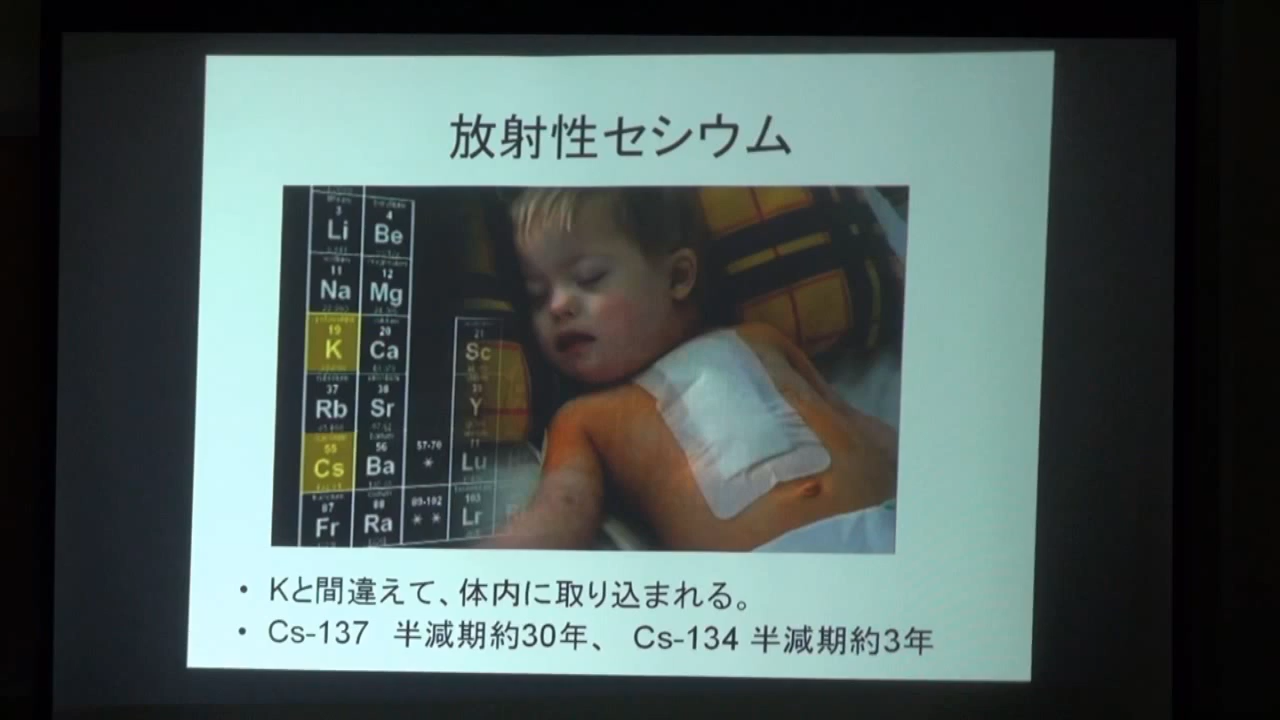 放射性セシウム
3 4
Li Be
11 12
Na Mg
19 20 21
K Ca Sc
37 38 39
Rb Sr Y
55 56 57-70
Cs Ba * Lu
87 88 89-102 103
Fr Ra * * Lr
• Kと間違えて、体内に取り込まれる。
• Cs-137 半減期約30年、 Cs-134 半減期約3年